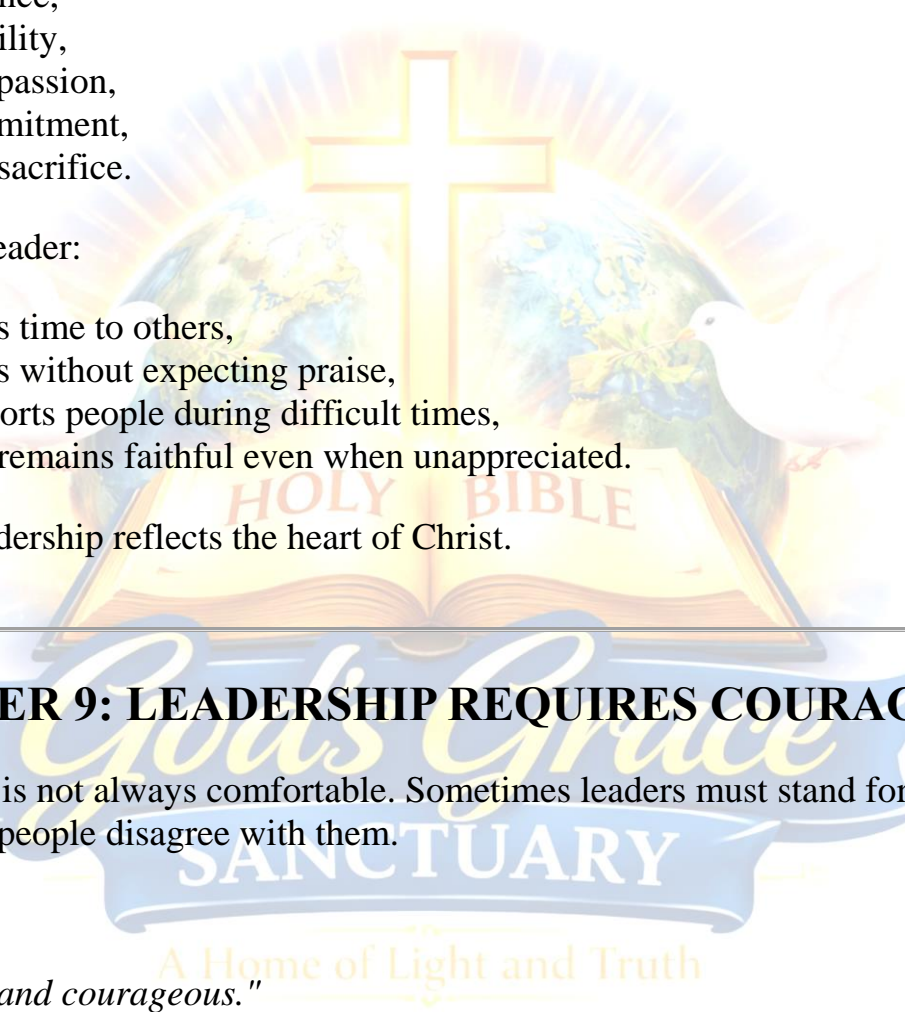 ility,
passion,
mitment,
sacrifice.
eader:
s time to others,
s without expecting praise,
orts people during difficult times,
remains faithful even when unappreciated.
HOLY BIBLE
dership reflects the heart of Christ.
ER 9: LEADERSHIP REQUIRES COURAG
God's Grace
is not always comfortable. Sometimes leaders must stand for
people disagree with them.
SANCTUARY
A Home of Light and Truth
and courageous."